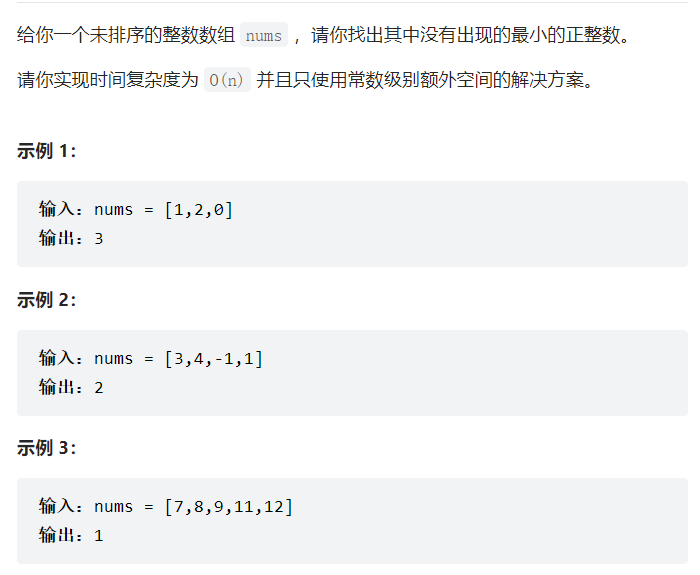 给你一个未排序的整数数组 nums ，请你找出其中没有出现的最小的正整数。
请你实现时间复杂度为 O(n) 并且只使用常数级别额外空间的解决方案。
示例 1：
输入：nums = [1,2,0]
输出：3
示例 2：
输入：nums = [3,4,-1,1]
输出：2
示例 3：
输入：nums = [7,8,9,11,12]
输出：1